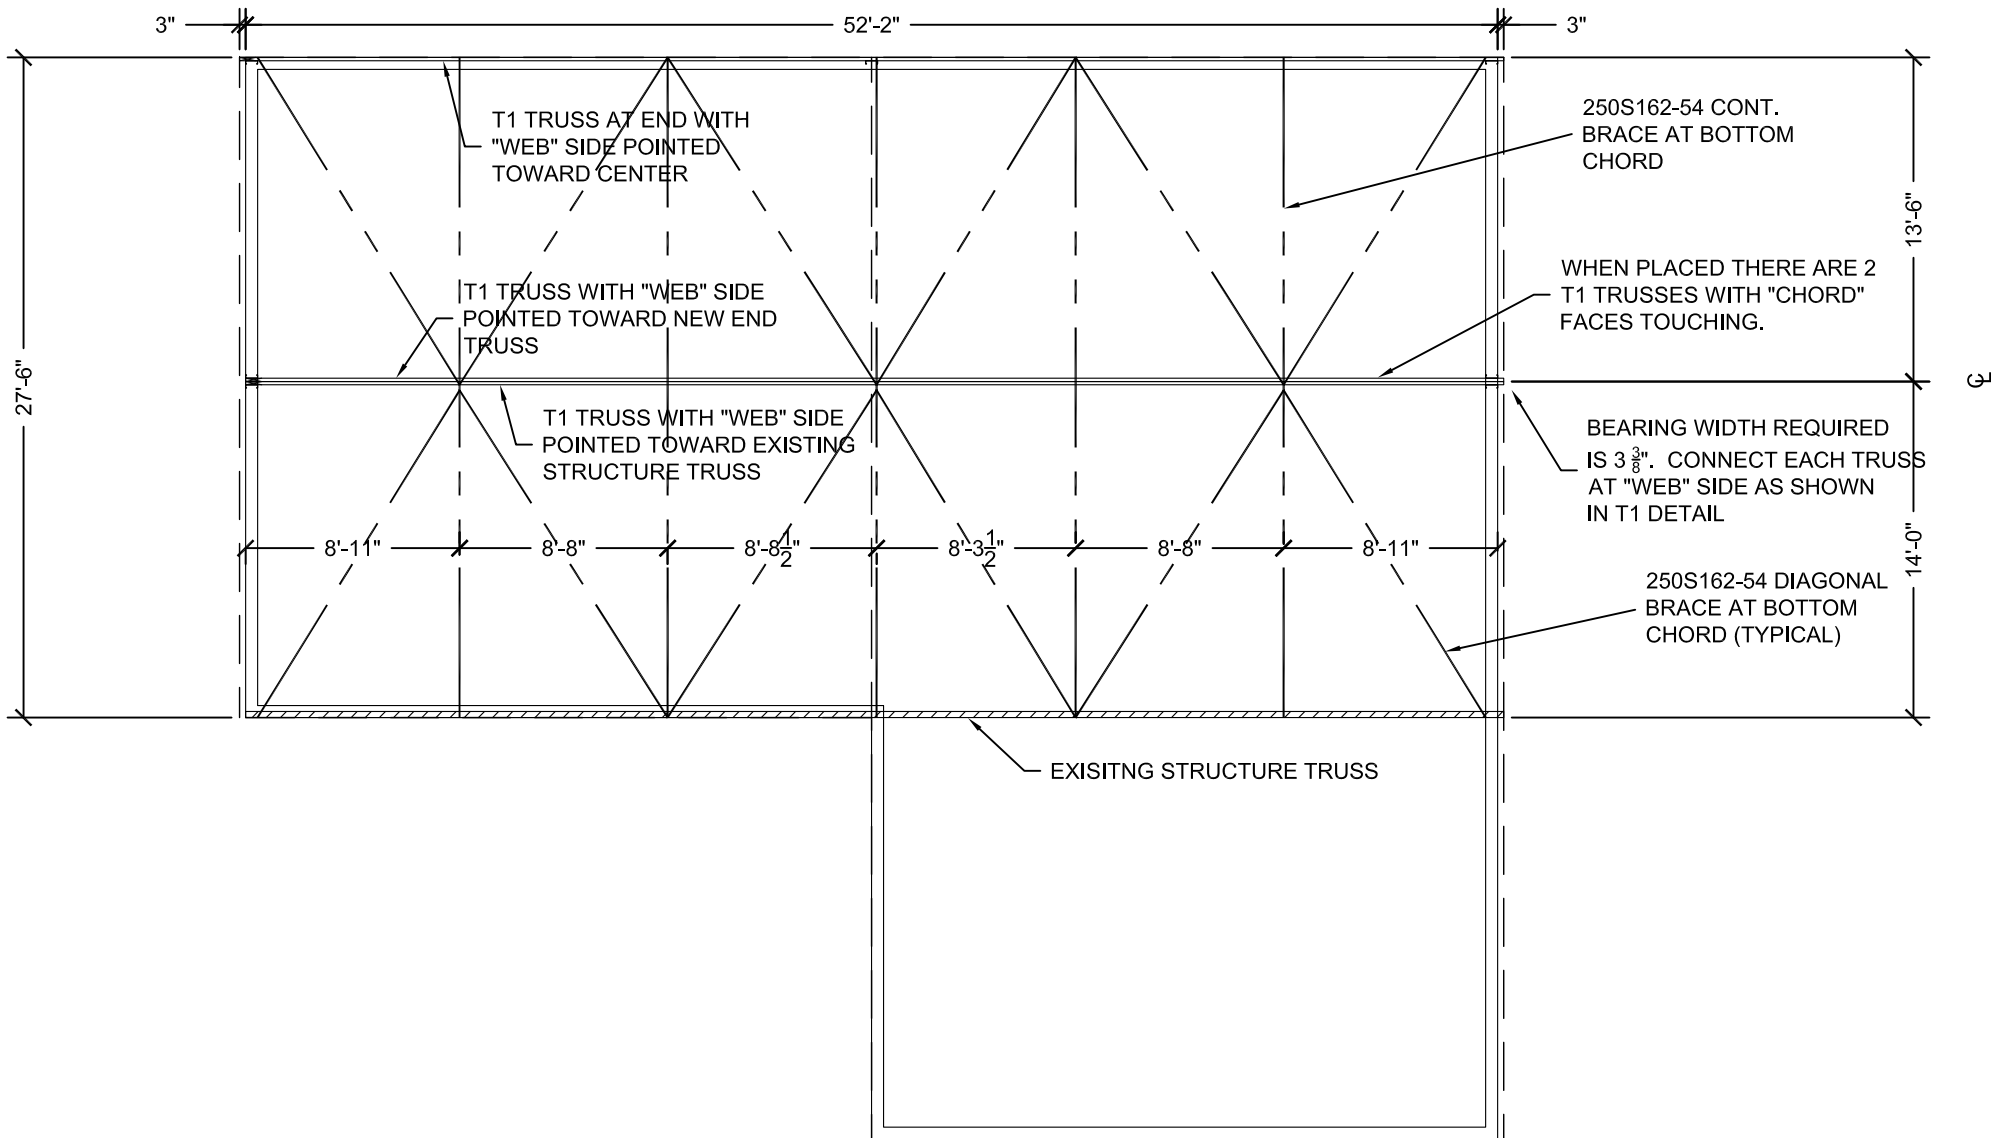 3"
52'-2"
3"
T1 TRUSS AT END WITH
"WEB" SIDE POINTED
TOWARD CENTER
250S162-54 CONT.
BRACE AT BOTTOM
CHORD
13'-6"
T1 TRUSS WITH "WEB" SIDE
POINTED TOWARD NEW END
TRUSS
WHEN PLACED THERE ARE 2
T1 TRUSSES WITH "CHORD"
FACES TOUCHING.
27'-6"
℄
T1 TRUSS WITH "WEB" SIDE
POINTED TOWARD EXISTING
STRUCTURE TRUSS
BEARING WIDTH REQUIRED
IS 3 3/8". CONNECT EACH TRUSS
AT "WEB" SIDE AS SHOWN
IN T1 DETAIL
8'-11"
8'-8"
8'-8 1/2"
8'-3 1/2"
8'-8"
8'-11"
14'-0"
250S162-54 DIAGONAL
BRACE AT BOTTOM
CHORD (TYPICAL)
EXISITNG STRUCTURE TRUSS